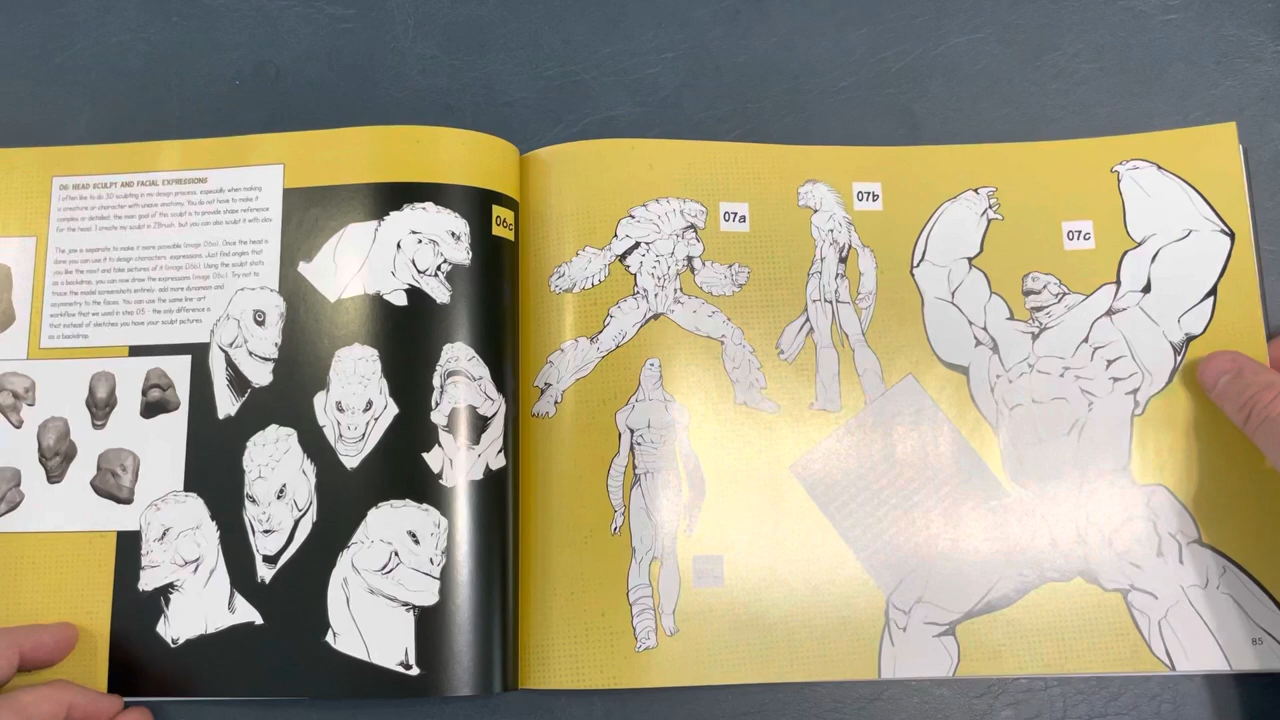 06: HEAD SCULPT AND FACIAL EXPRESSIONS
I often like to do 3D sculpting in my design process, especially when making
a creature or character with unique anatomy. You do not have to make it
complex or detailed; the main goal of this sculpt is to provide shape reference
for the head. I create my sculpt in ZBrush, but you can also sculpt it with clay.
The jaw is separate to make it more posable (image 06a). Once the head is
done you can use it to design characters' expressions. Just find angles that
you like the most and take pictures of it (image 06b). Using the sculpt shots
as a backdrop, you can now draw the expressions (image 06c). Try not to
trace the model screenshots entirely; add more dynamism and
asymmetry to the faces. You can use the same line-art
workflow that we used in step 05 – the only difference is
that instead of sketches you have your sculpt pictures
as a backdrop.
06c
07a
07b
07c
85